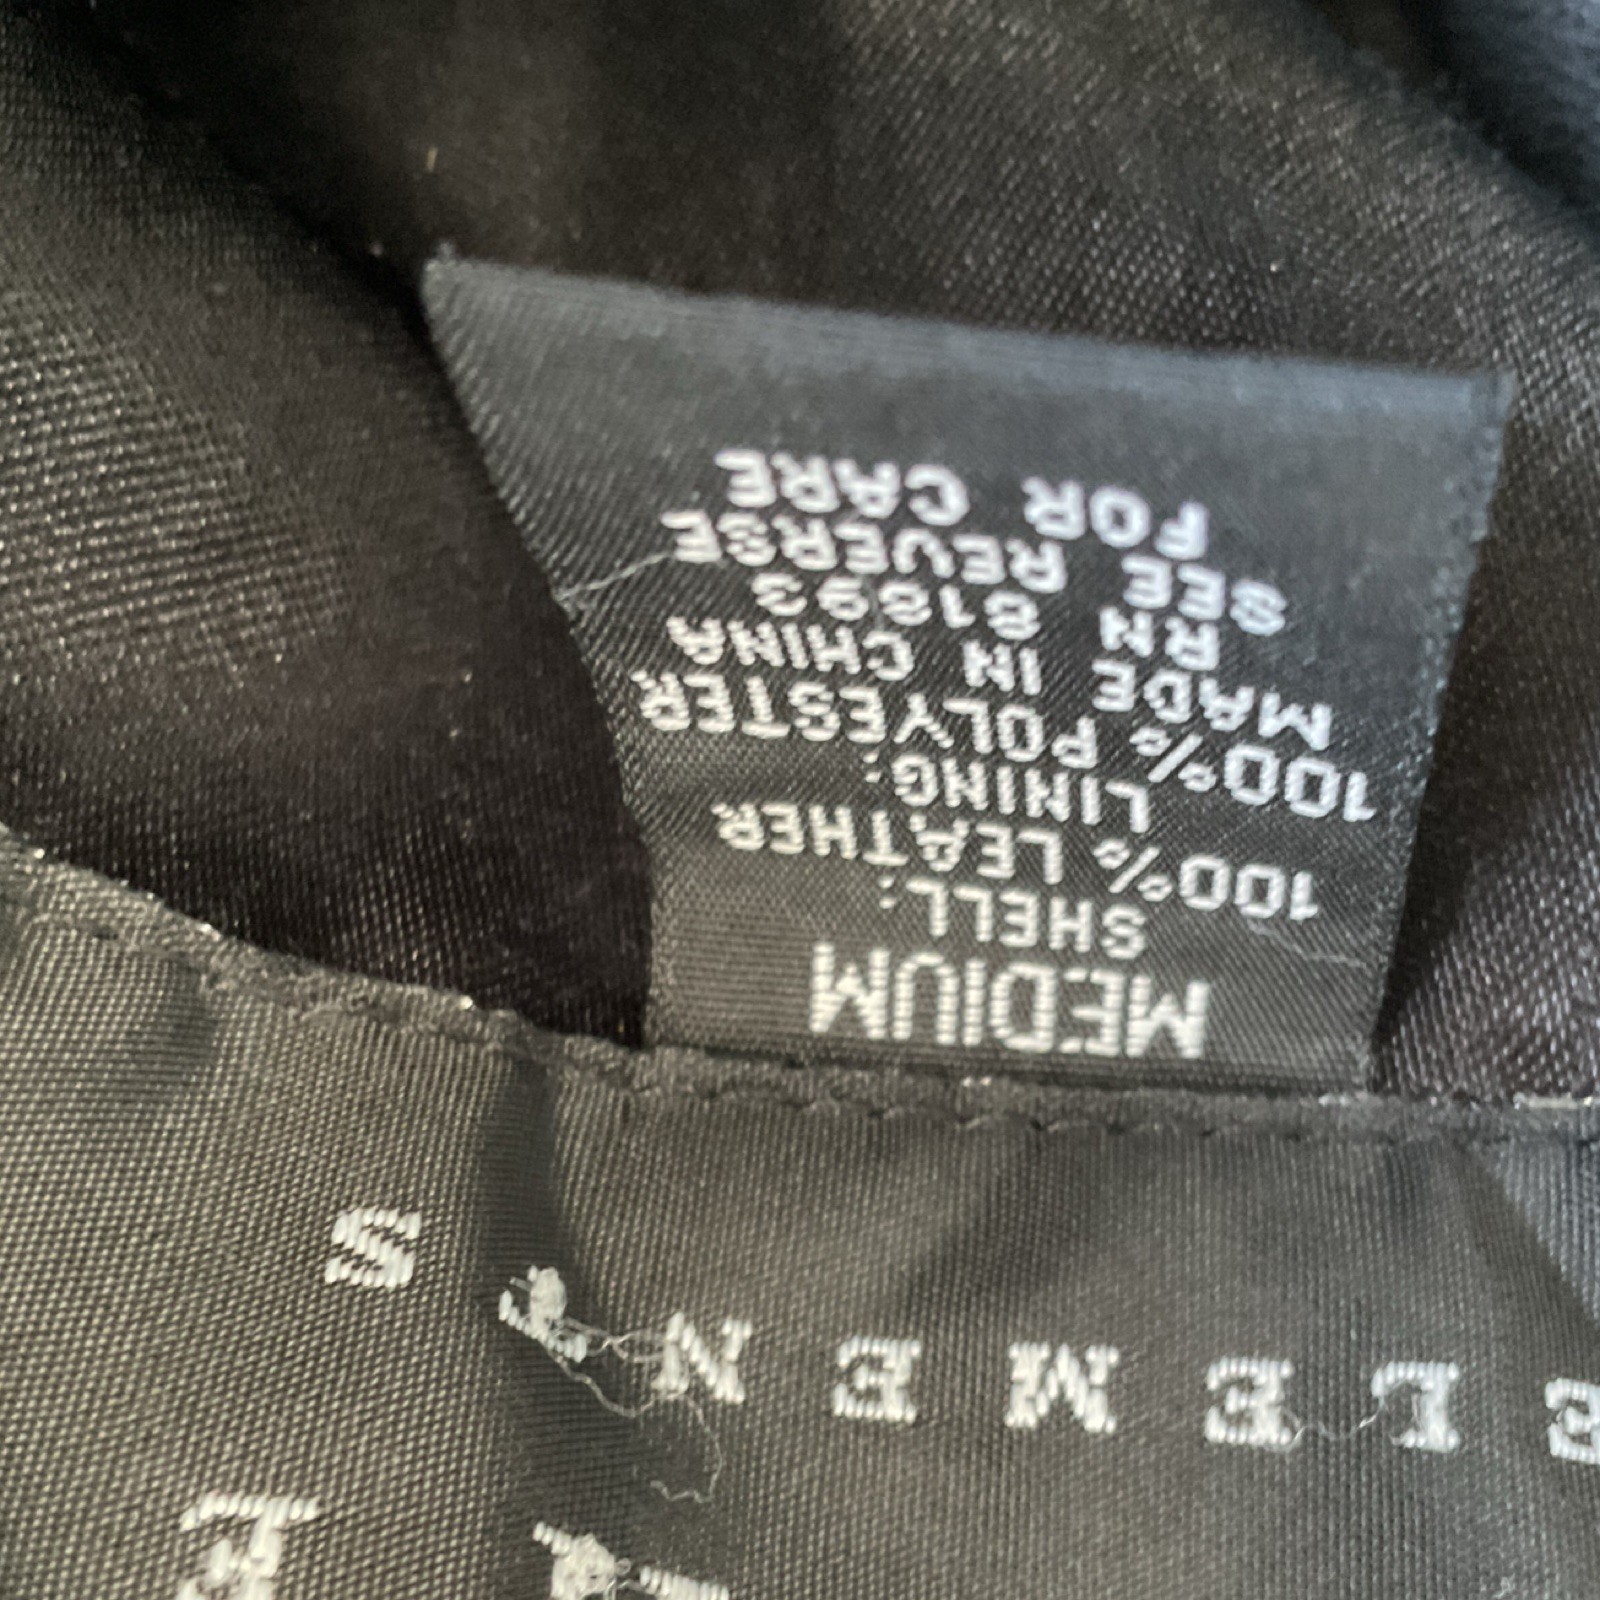 ELEMENTS
MEDIUM
SHELL:
100% LEATHER
LINING:
100% POLYESTER
MADE IN CHINA
RN
SEE REVERSE
FOR CARE